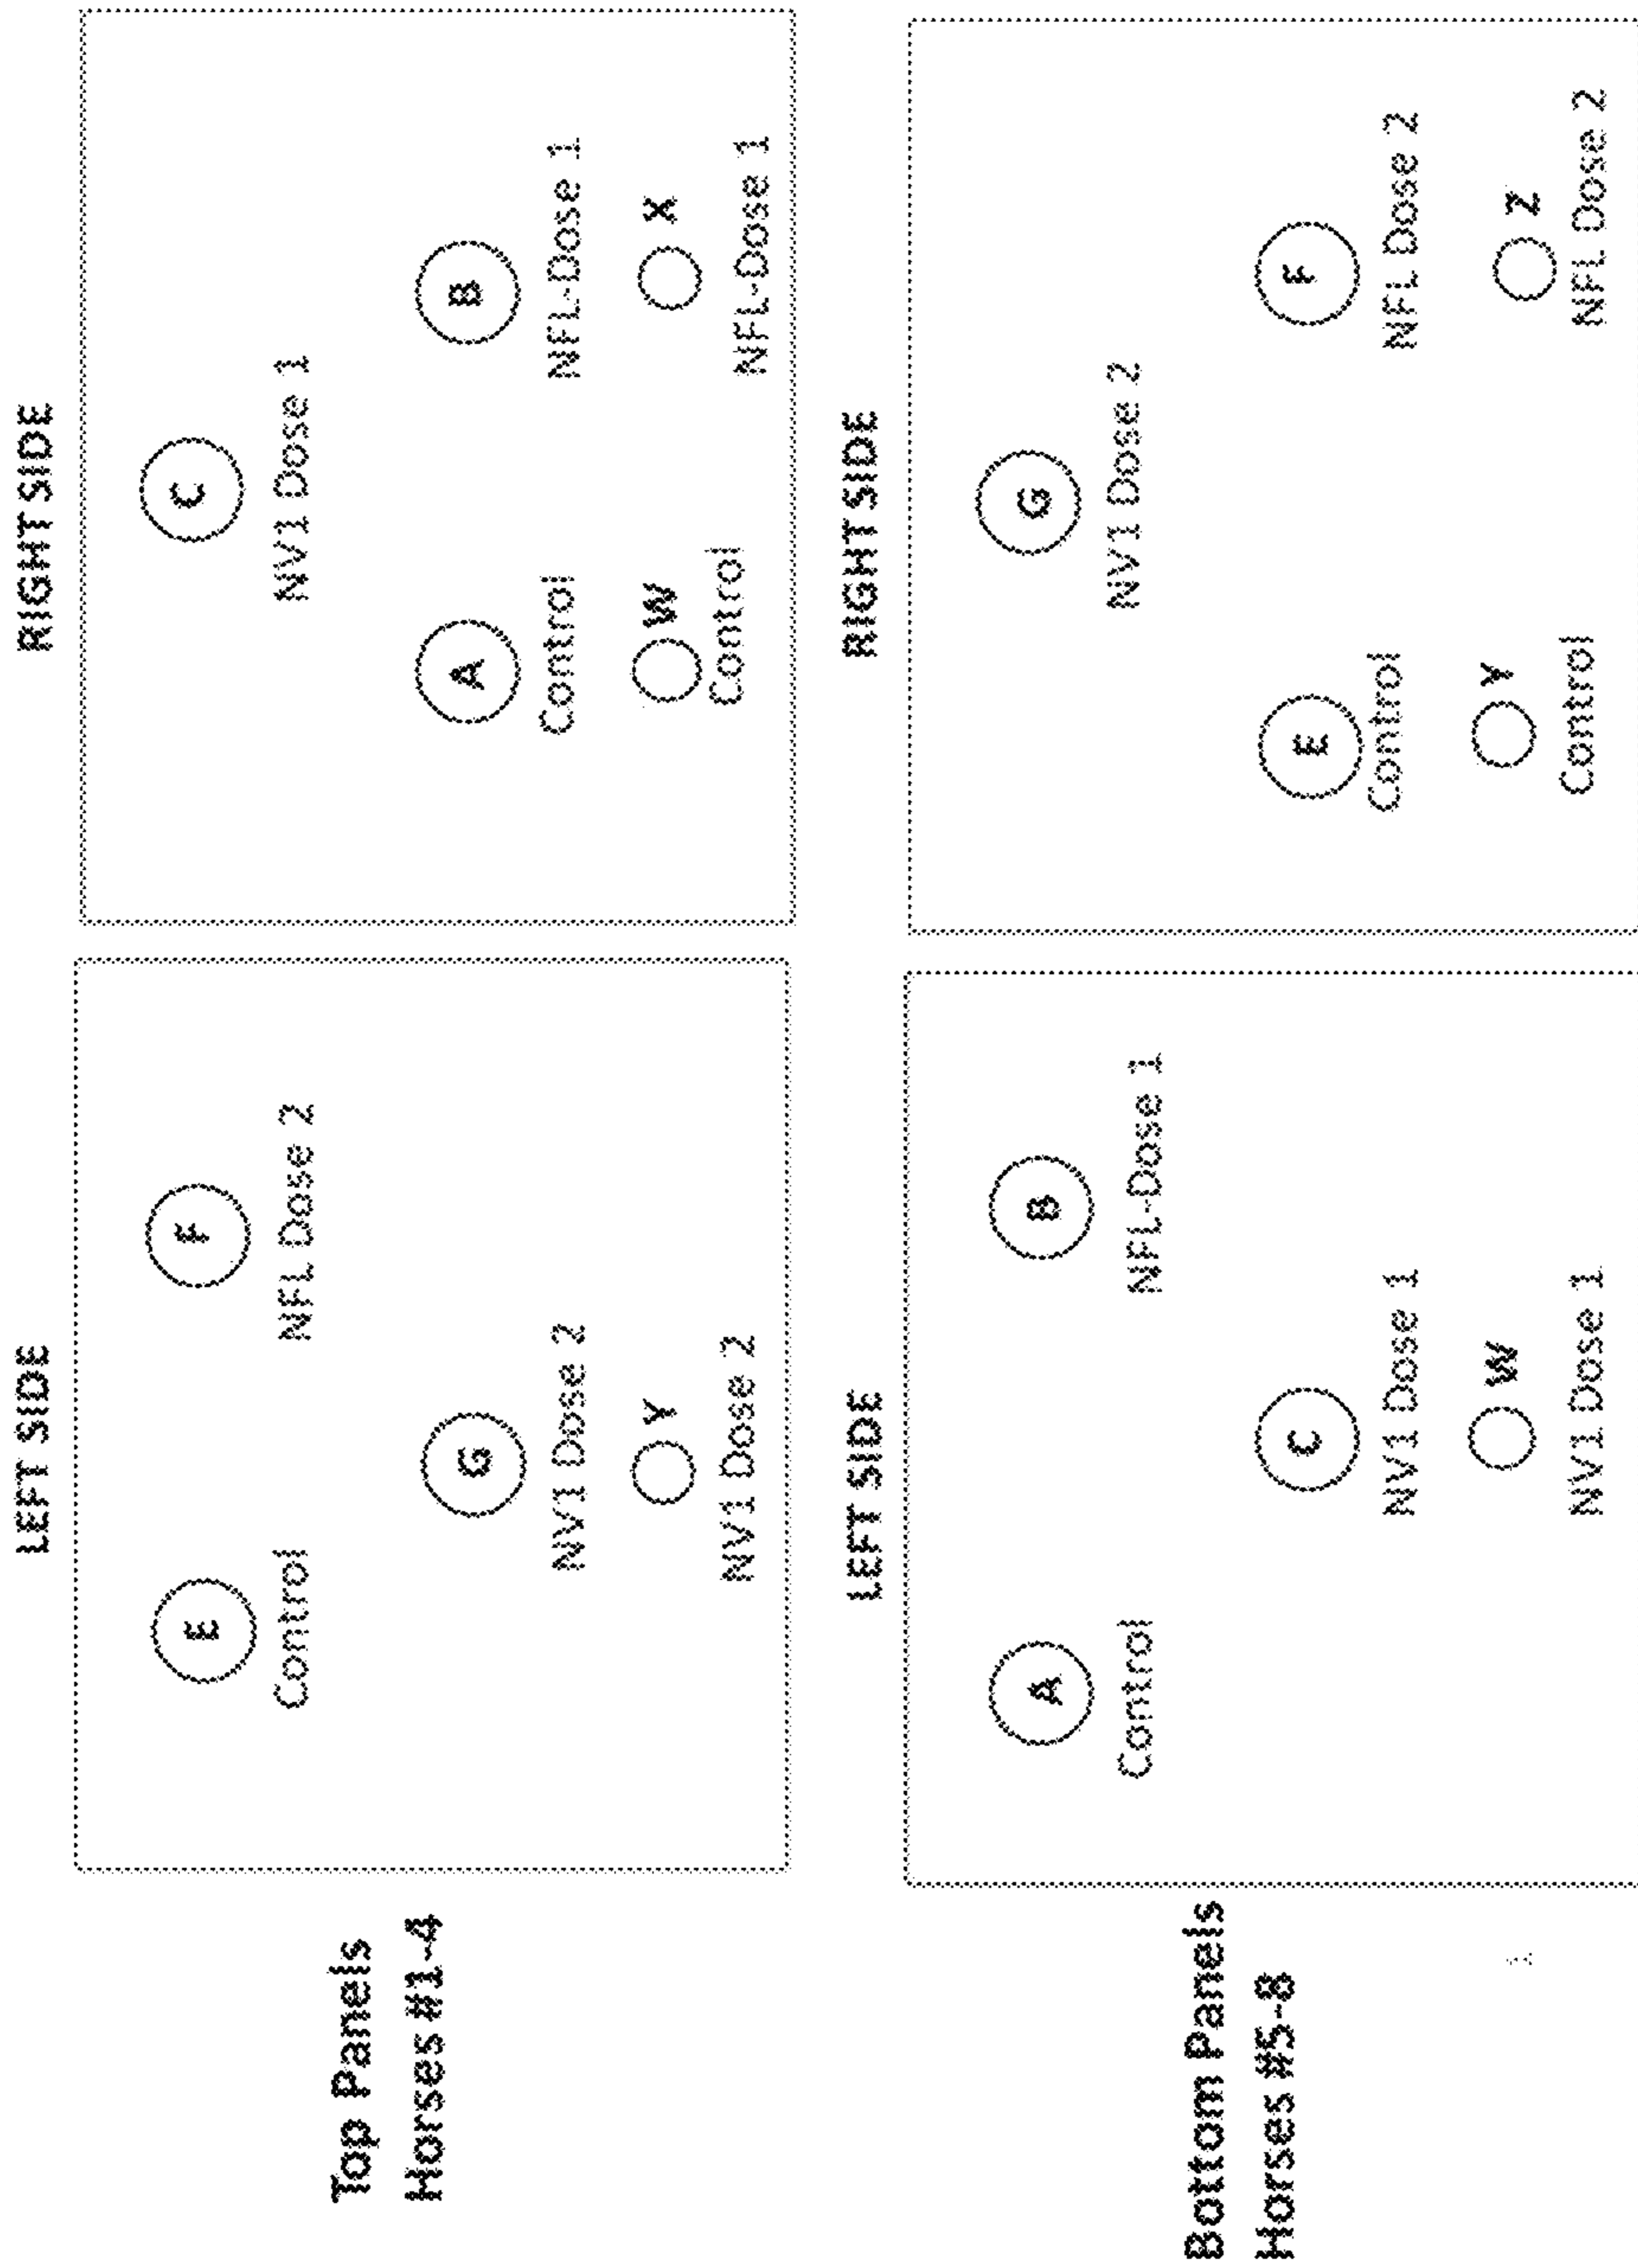 Top Panels
Horses #1-4
LEFT SIDE
E
Control
F
NFL Dose 2
G
NV1 Dose 2
Y
NV1 Dose 2
RIGHT SIDE
C
NV1 Dose 1
A
Control
B
NFL-Dose 1
W
Control
X
NFL-Dose 1
Bottom Panels
Horses #5-8
LEFT SIDE
A
Control
B
NFL-Dose 1
C
NV1 Dose 1
W
NV1 Dose 1
RIGHT SIDE
G
NV1 Dose 2
E
Control
F
NFL Dose 2
Y
Control
Z
NFL Dose 2
1